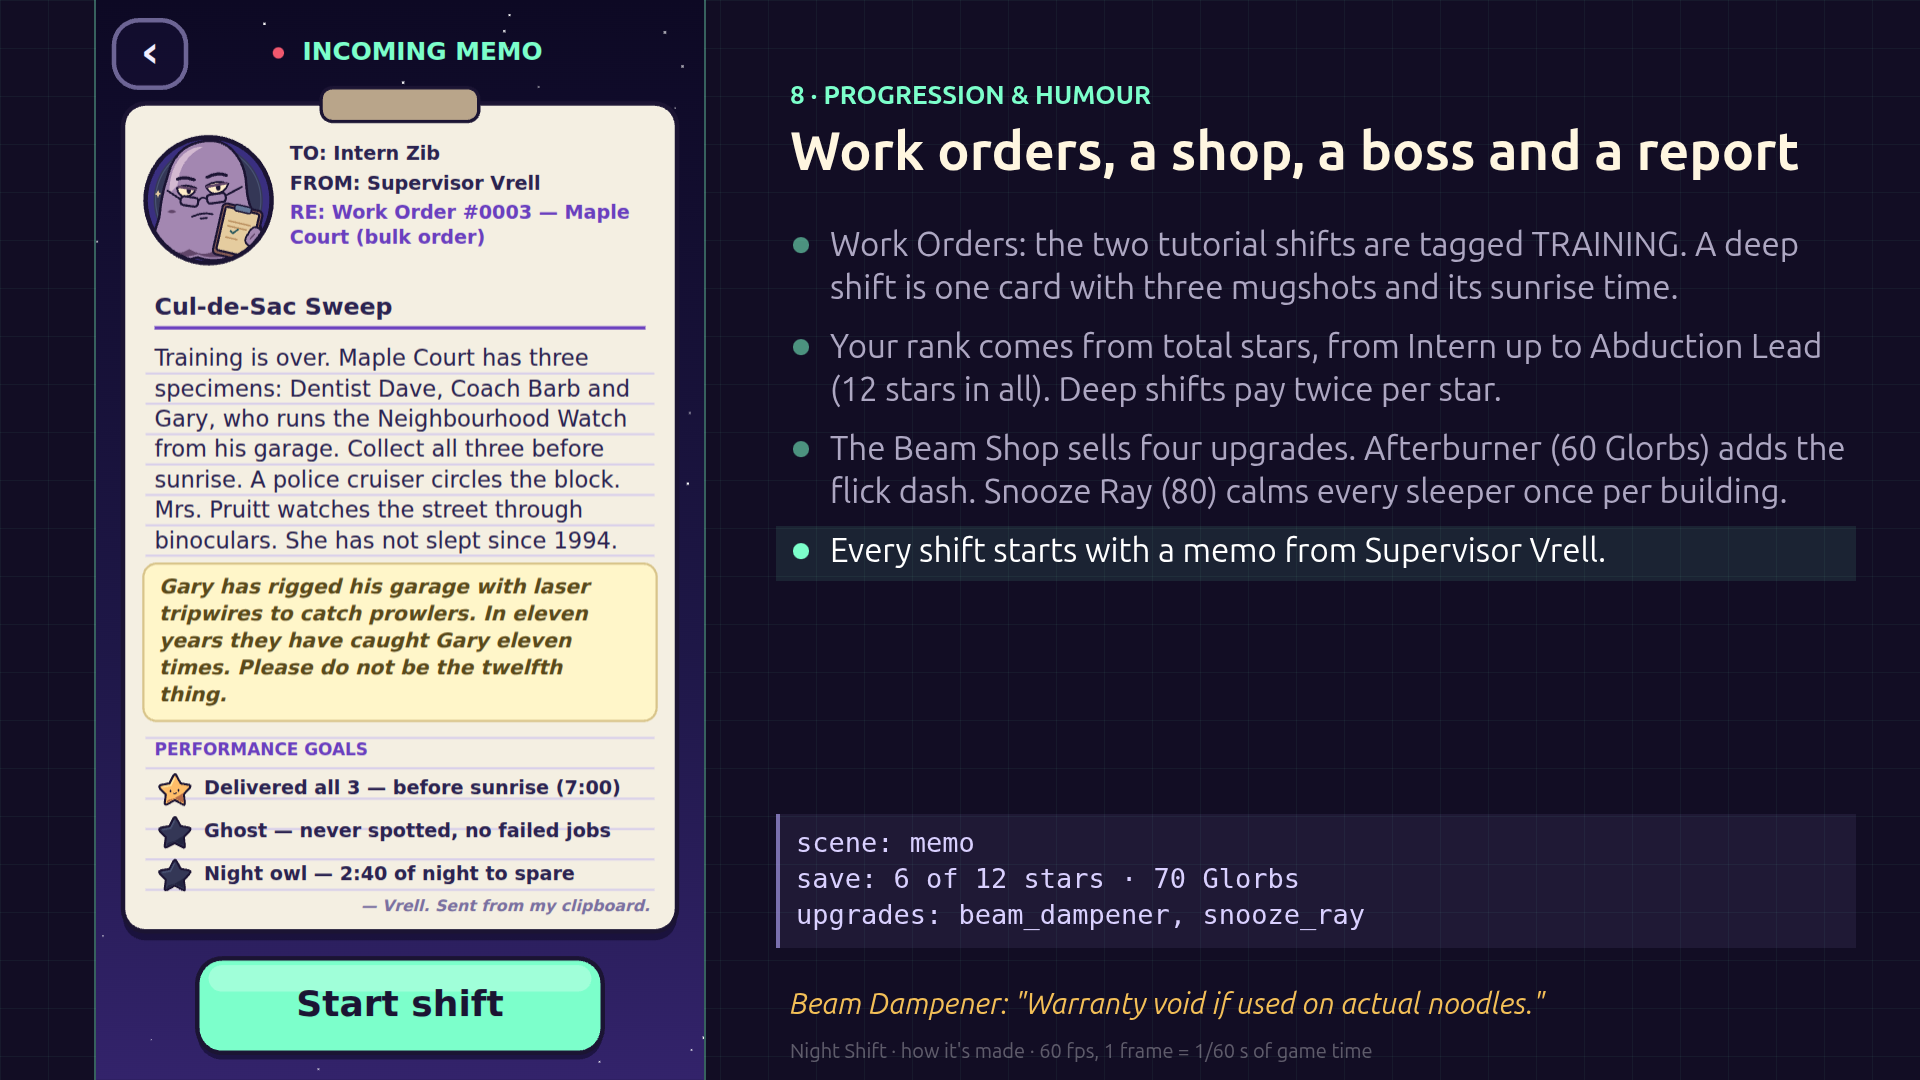 ‹
INCOMING MEMO
TO: Intern Zib
FROM: Supervisor Vrell
RE: Work Order #0003 — Maple
Court (bulk order)
Cul-de-Sac Sweep
Training is over. Maple Court has three
specimens: Dentist Dave, Coach Barb and
Gary, who runs the Neighbourhood Watch
from his garage. Collect all three before
sunrise. A police cruiser circles the block.
Mrs. Pruitt watches the street through
binoculars. She has not slept since 1994.
Gary has rigged his garage with laser
tripwires to catch prowlers. In eleven
years they have caught Gary eleven
times. Please do not be the twelfth
thing.
PERFORMANCE GOALS
Delivered all 3 — before sunrise (7:00)
Ghost — never spotted, no failed jobs
Night owl — 2:40 of night to spare
— Vrell. Sent from my clipboard.
Start shift
8 · PROGRESSION & HUMOUR
Work orders, a shop, a boss and a report
Work Orders: the two tutorial shifts are tagged TRAINING. A deep
shift is one card with three mugshots and its sunrise time.
Your rank comes from total stars, from Intern up to Abduction Lead
(12 stars in all). Deep shifts pay twice per star.
The Beam Shop sells four upgrades. Afterburner (60 Glorbs) adds the
flick dash. Snooze Ray (80) calms every sleeper once per building.
Every shift starts with a memo from Supervisor Vrell.
scene: memo
save: 6 of 12 stars · 70 Glorbs
upgrades: beam_dampener, snooze_ray
Beam Dampener: "Warranty void if used on actual noodles."
Night Shift · how it's made · 60 fps, 1 frame = 1/60 s of game time